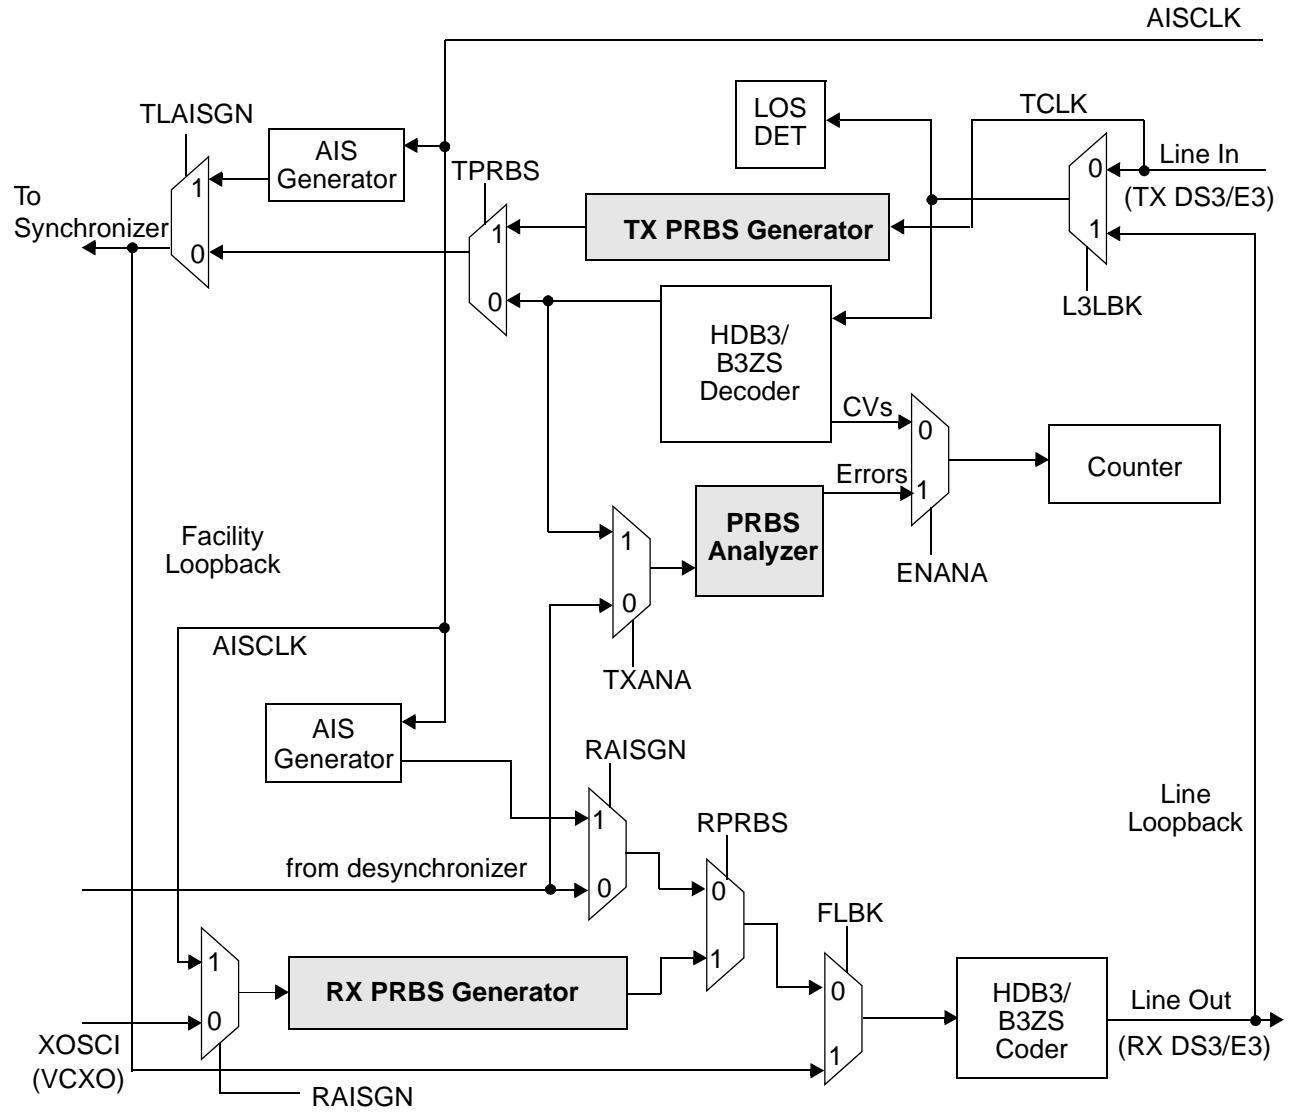 AISCLK
TLAISGN
AIS
Generator
LOS
DET
TCLK
Line In
(TX DS3/E3)
To
Synchronizer
1
0
TPRBS
1
0
TX PRBS Generator
0
1
L3LBK
HDB3/
B3ZS
Decoder
CVs
Errors
0
1
ENANA
Counter
PRBS
Analyzer
1
0
TXANA
Facility
Loopback
AISCLK
AIS
Generator
RAISGN
1
0
from desynchronizer
RPRBS
0
1
Line
Loopback
FLBK
0
1
1
0
RX PRBS Generator
XOSCI
(VCXO)
RAISGN
HDB3/
B3ZS
Coder
Line Out
(RX DS3/E3)